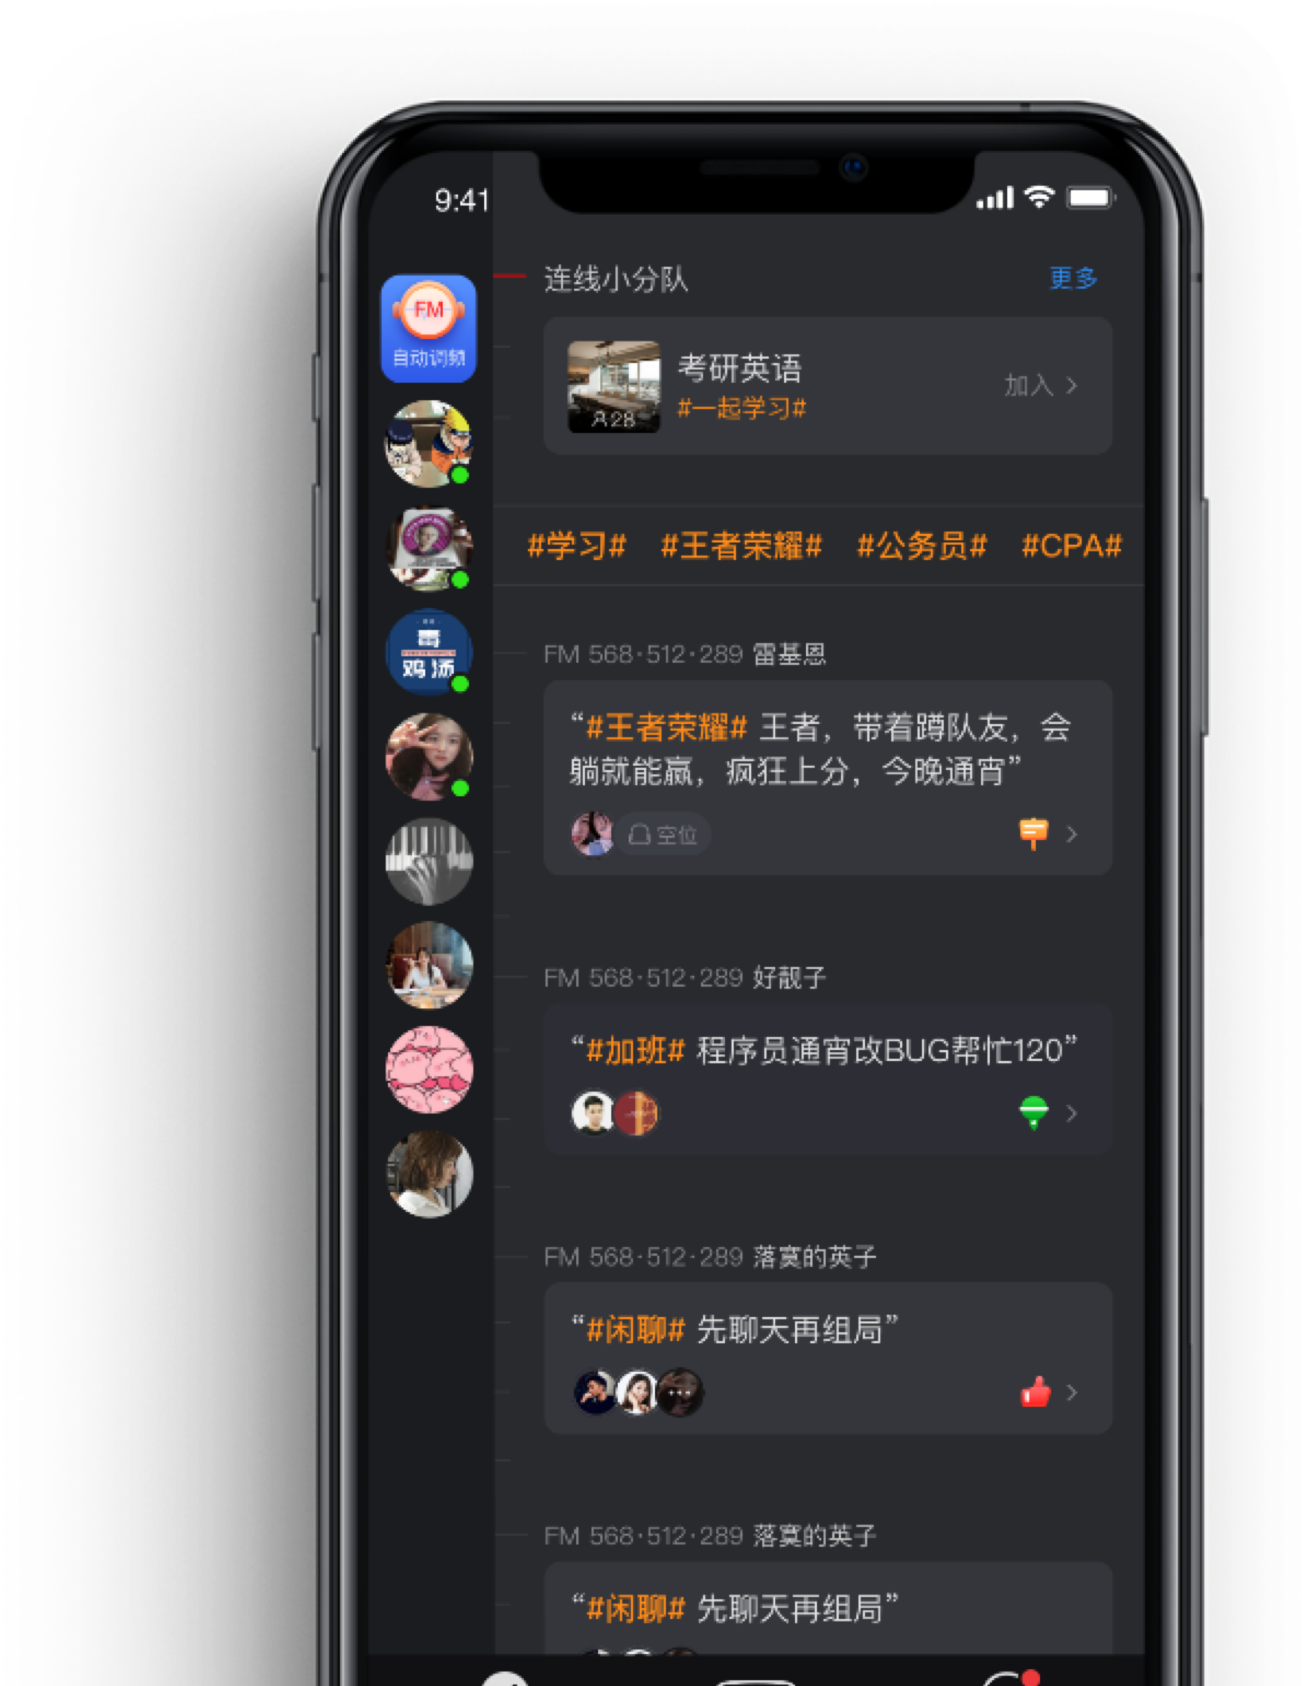 9:41
FM
自动调频
连线小分队
更多
考研英语
#一起学习#
28
加入
#学习# #王者荣耀# #公务员# #CPA#
鸡汤
FM 568·512·289 雷基恩
“#王者荣耀# 王者，带着蹲队友，会
躺就能赢，疯狂上分，今晚通宵”
空位
FM 568·512·289 好靓子
“#加班# 程序员通宵改BUG帮忙120”
FM 568·512·289 落寞的英子
“#闲聊# 先聊天再组局”
FM 568·512·289 落寞的英子
“#闲聊# 先聊天再组局”